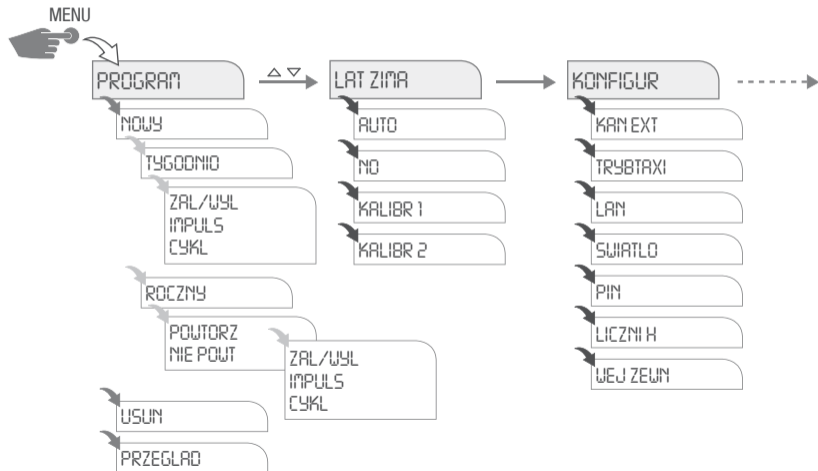 MENU
PROGRAM
NOWY
TYGODNIO
ZAL/WYL
IMPULS
CYKL
ROCZNY
POWTORZ
NIE POWT
ZAL/WYL
IMPULS
CYKL
USUN
PRZEGLAD
LAT ZIMA
AUTO
NO
KALIBR 1
KALIBR 2
KONFIGUR
KAN EXT
TRYBTAXI
LAN
SWIATLO
PIN
LICZNI H
WEJ ZEWN